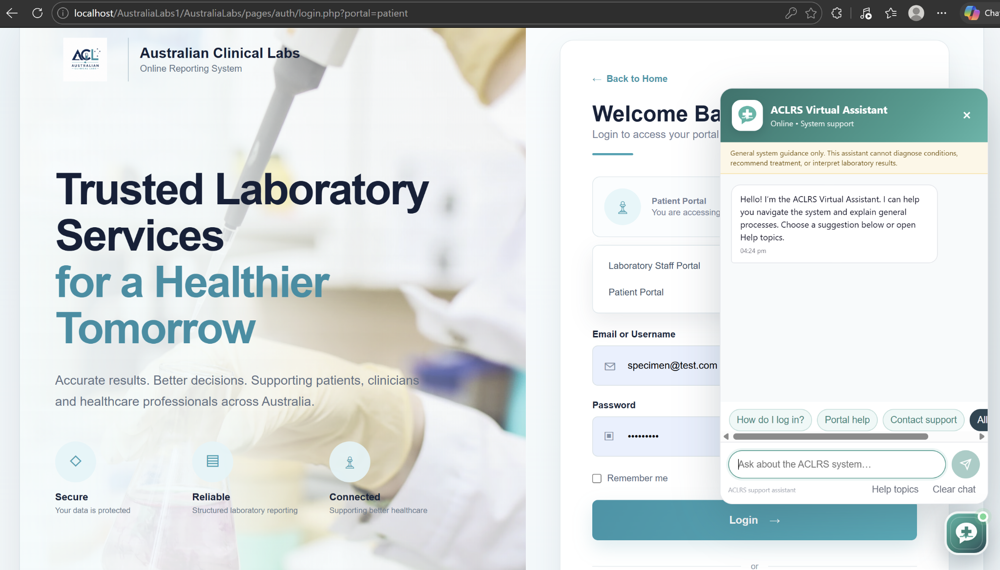 localhost/AustraliaLabs1/AustraliaLabs/pages/auth/login.php?portal=patient
Cha
ACL
AUSTRALIAN
CLINICAL LABS
Australian Clinical Labs
Online Reporting System
Trusted Laboratory
Services
for a Healthier
Tomorrow
Accurate results. Better decisions. Supporting patients, clinicians
and healthcare professionals across Australia.
Secure
Your data is protected
Reliable
Structured laboratory reporting
Connected
Supporting better healthcare
← Back to Home
Welcome Ba
Login to access your portal
Patient Portal
You are accessing
Laboratory Staff Portal
Patient Portal
Email or Username
specimen@test.com
Password
•••••••••
Remember me
Login →
or
ACLRS Virtual Assistant
Online • System support
General system guidance only. This assistant cannot diagnose conditions,
recommend treatment, or interpret laboratory results.
Hello! I'm the ACLRS Virtual Assistant. I can help
you navigate the system and explain general
processes. Choose a suggestion below or open
Help topics.
04:24 pm
How do I log in?
Portal help
Contact support
All
Ask about the ACLRS system…
ACLRS support assistant
Help topics
Clear chat